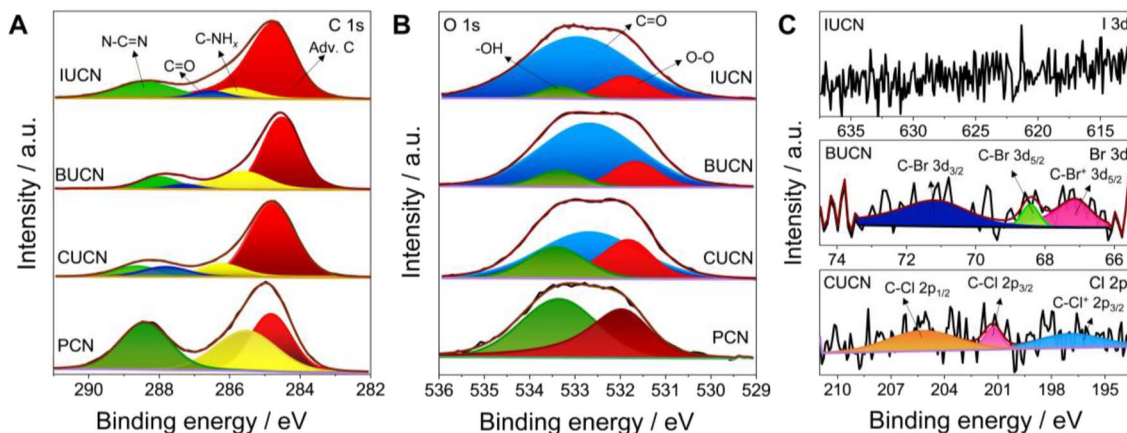 A
C 1s
N-C=N
C-NHₓ
C=O
Adv. C
IUCN
BUCN
CUCN
PCN
Intensity / a.u.
290 288 286 284 282
Binding energy / eV
B
O 1s
C=O
-OH
O-O
IUCN
BUCN
CUCN
PCN
Intensity / a.u.
536 535 534 533 532 531 530 529
Binding energy / eV
C
IUCN
I 3d
635 630 625 620 615
BUCN
Br 3d
C-Br 3d₃/₂
C-Br 3d₅/₂
C-Br⁺ 3d₅/₂
74 72 70 68 66
CUCN
Cl 2p
C-Cl 2p₁/₂
C-Cl 2p₃/₂
C-Cl⁺ 2p₃/₂
210 207 204 201 198 195
Intensity / a.u.
Binding energy / eV